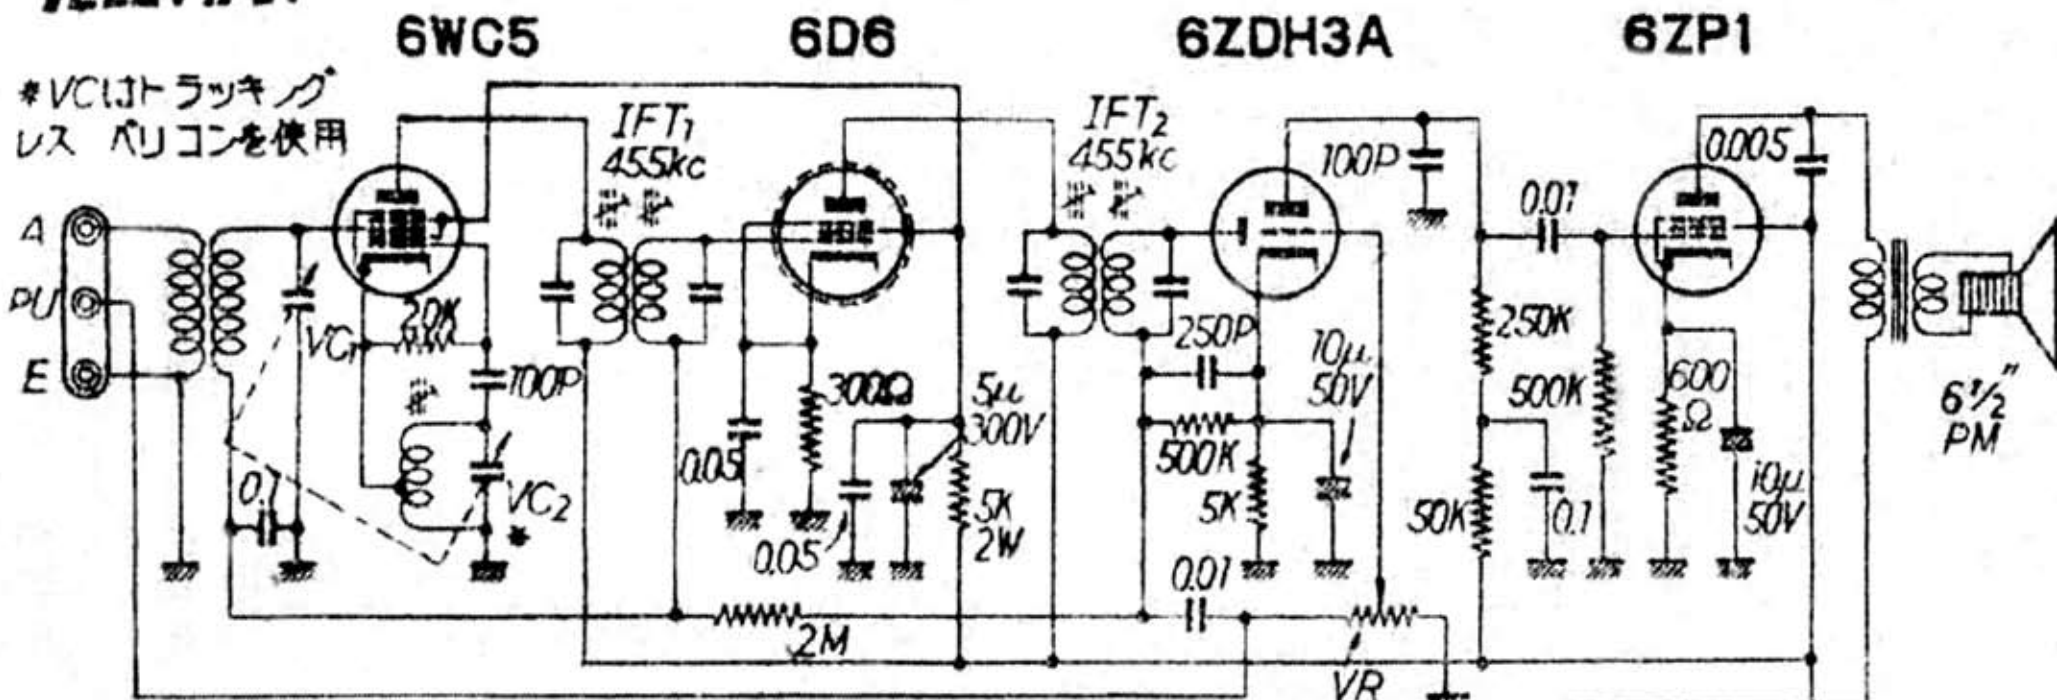 6WC5
6D6
6ZDH3A
6ZP1
*VCはトラッキング
レス バリコンを使用
IFT₁
455kc
IFT₂
455kc
100P
0.005
A
PU
E
VC₁
20K
100P
0.01
250K
500K
600
Ω
6½"
PM
300Ω
5μ
300V
250P
10μ
50V
0.1
VC₂
*
0.05
0.05
5K
2W
500K
5K
50K
0.1
10μ
50V
0.01
2M
VR